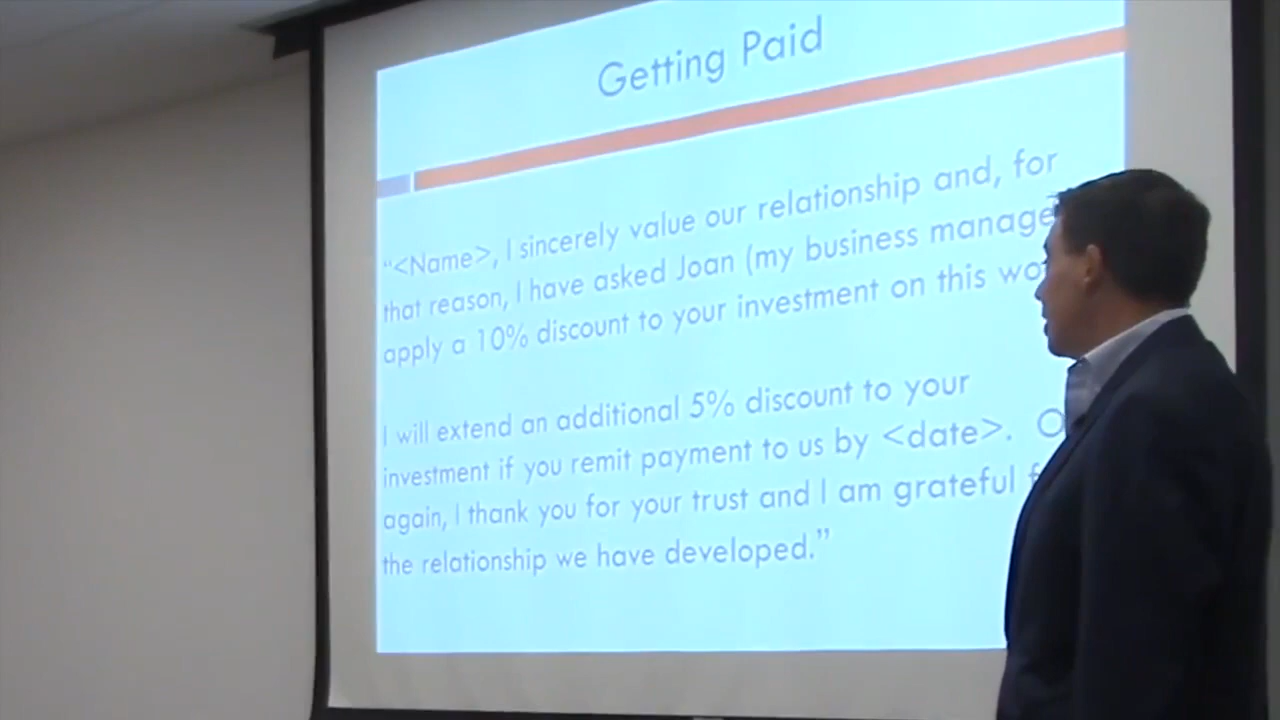 Getting Paid
"<Name>, I sincerely value our relationship and, for
that reason, I have asked Joan (my business manage
apply a 10% discount to your investment on this wo
I will extend an additional 5% discount to your
investment if you remit payment to us by <date>. O
again, I thank you for your trust and I am grateful f
the relationship we have developed."